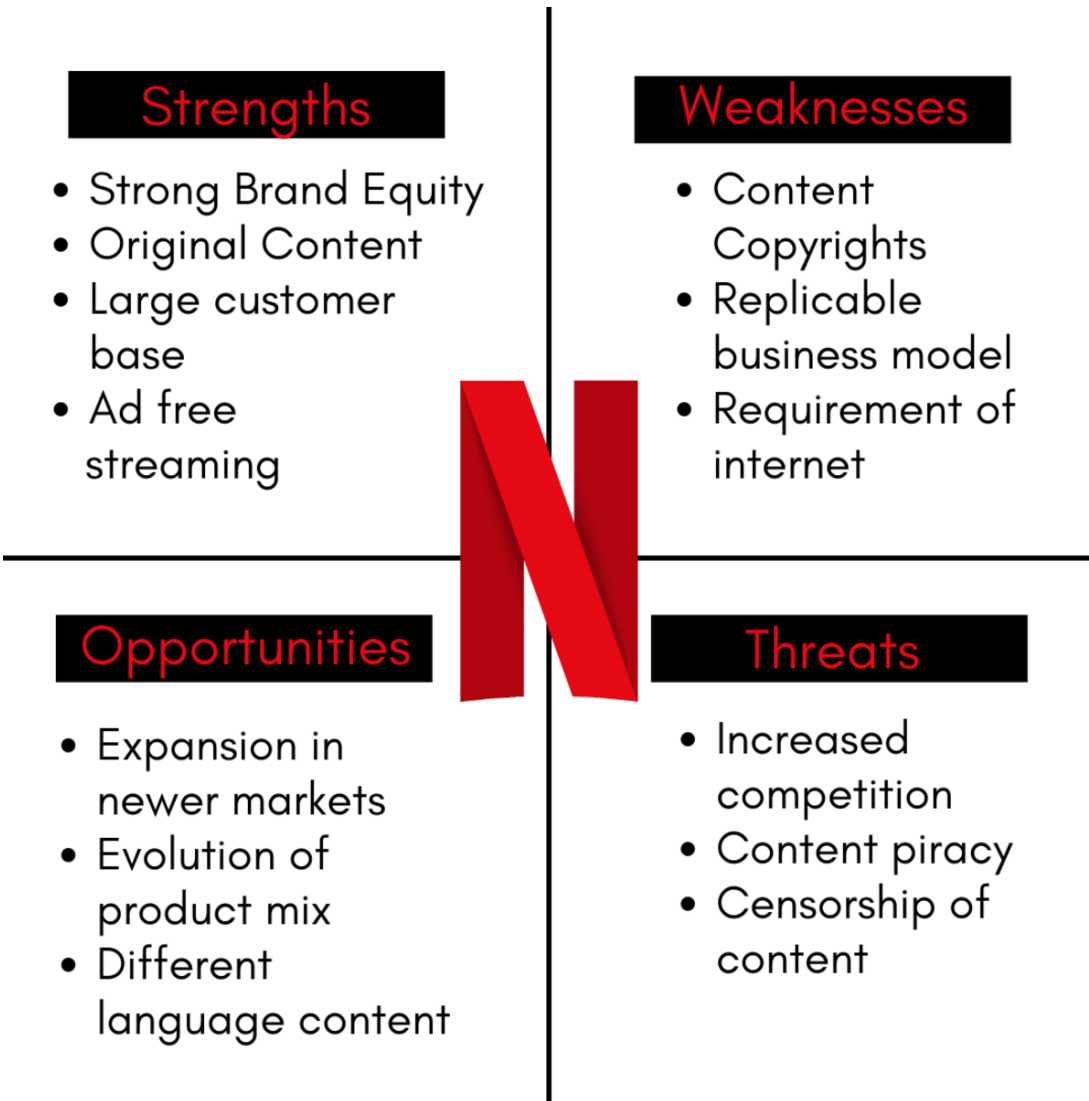 Strengths
• Strong Brand Equity
• Original Content
• Large customer
base
• Ad free
streaming
Weaknesses
• Content
Copyrights
• Replicable
business model
• Requirement of
internet
N
Opportunities
• Expansion in
newer markets
• Evolution of
product mix
• Different
language content
Threats
• Increased
competition
• Content piracy
• Censorship of
content